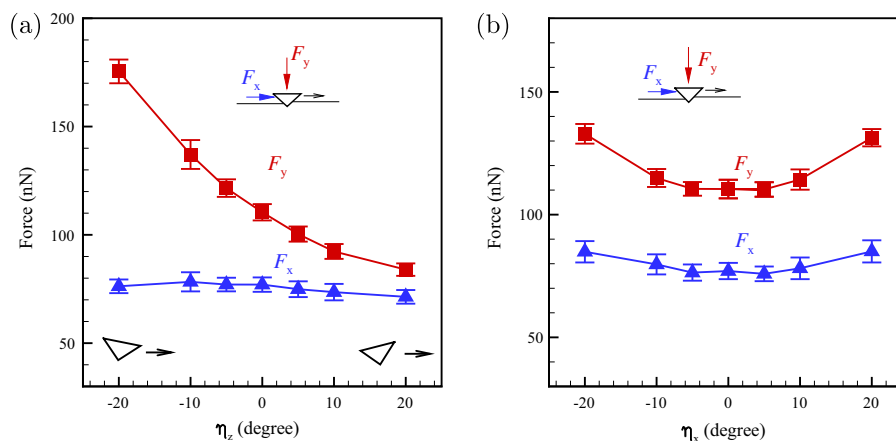 (a)
200
150
100
50
Force (nN)
F_y
F_x
F_y
F_x
-20 -10 0 10 20
η_z (degree)
(b)
150
100
50
Force (nN)
F_y
F_x
F_y
F_x
-20 -10 0 10 20
η_x (degree)